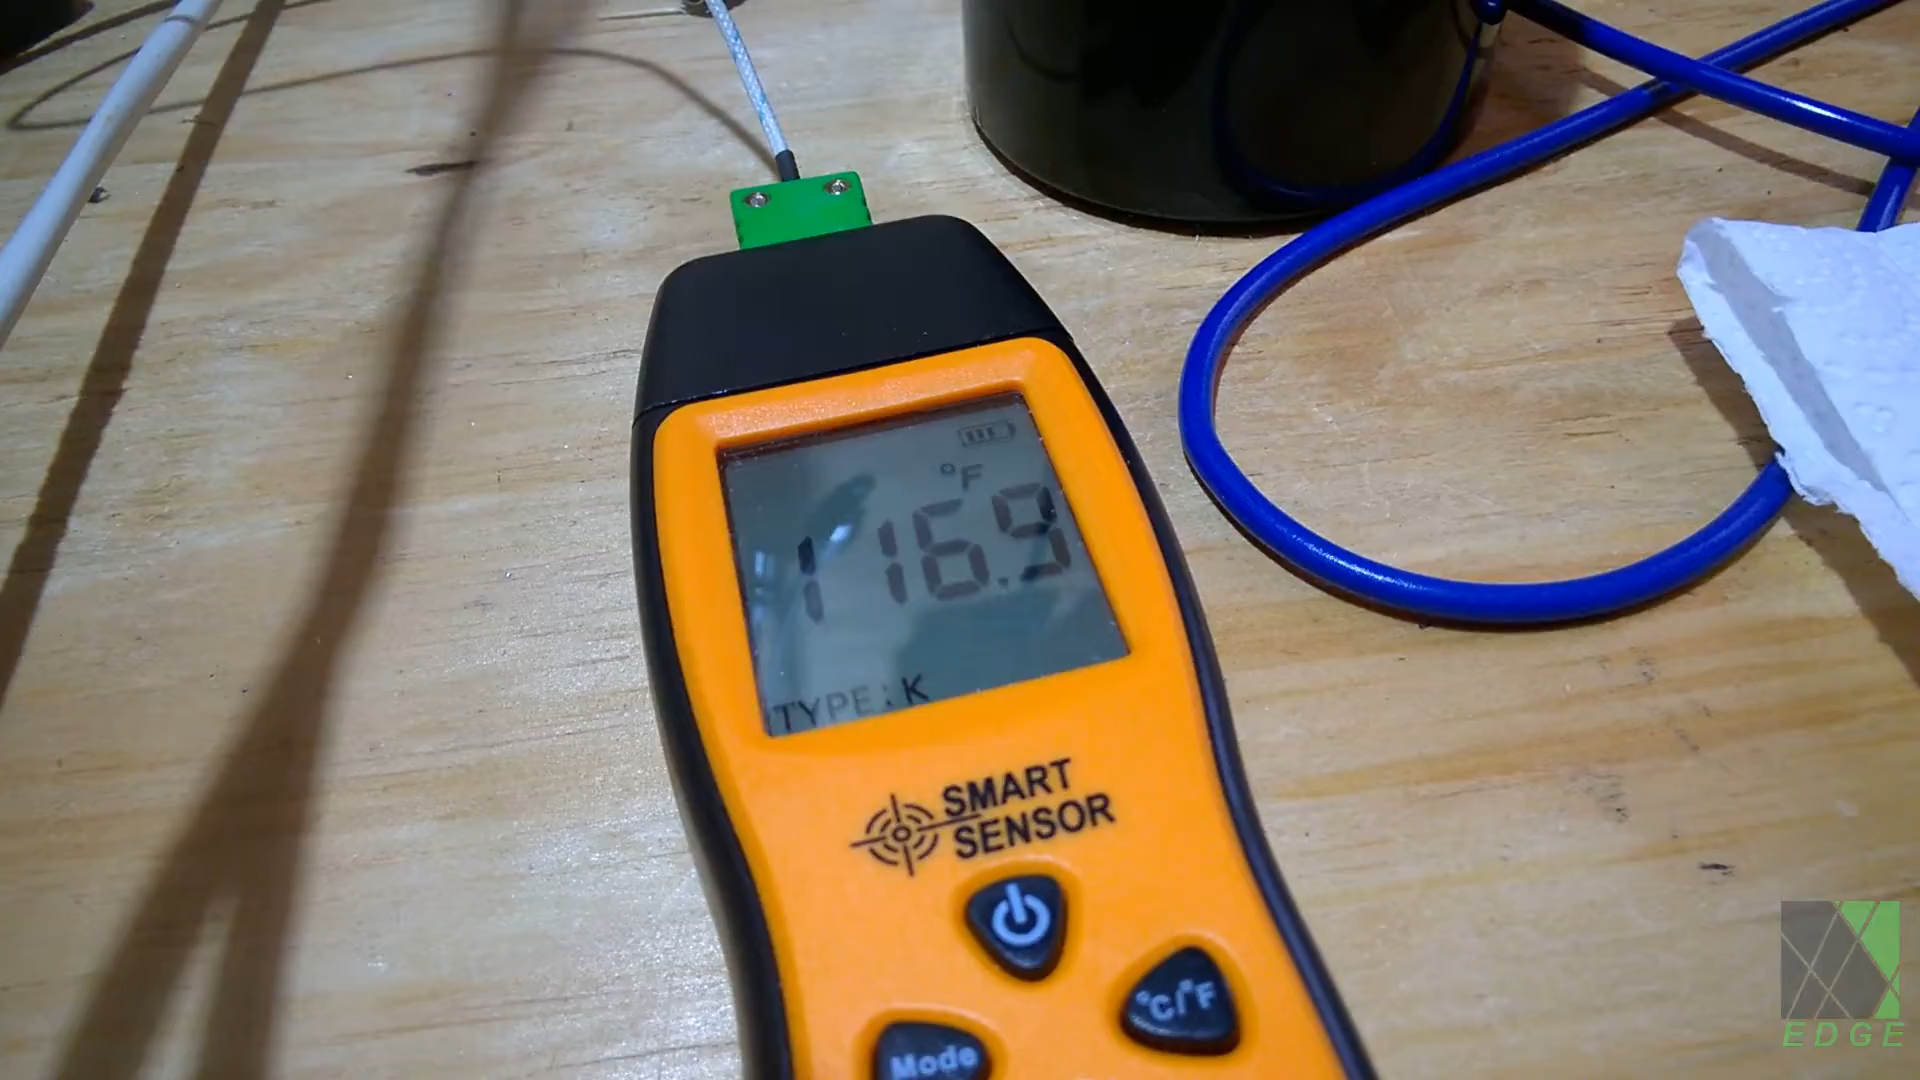 °F
116.9
TYPE: K
SMART
SENSOR
°C/°F
Mode
EDGE